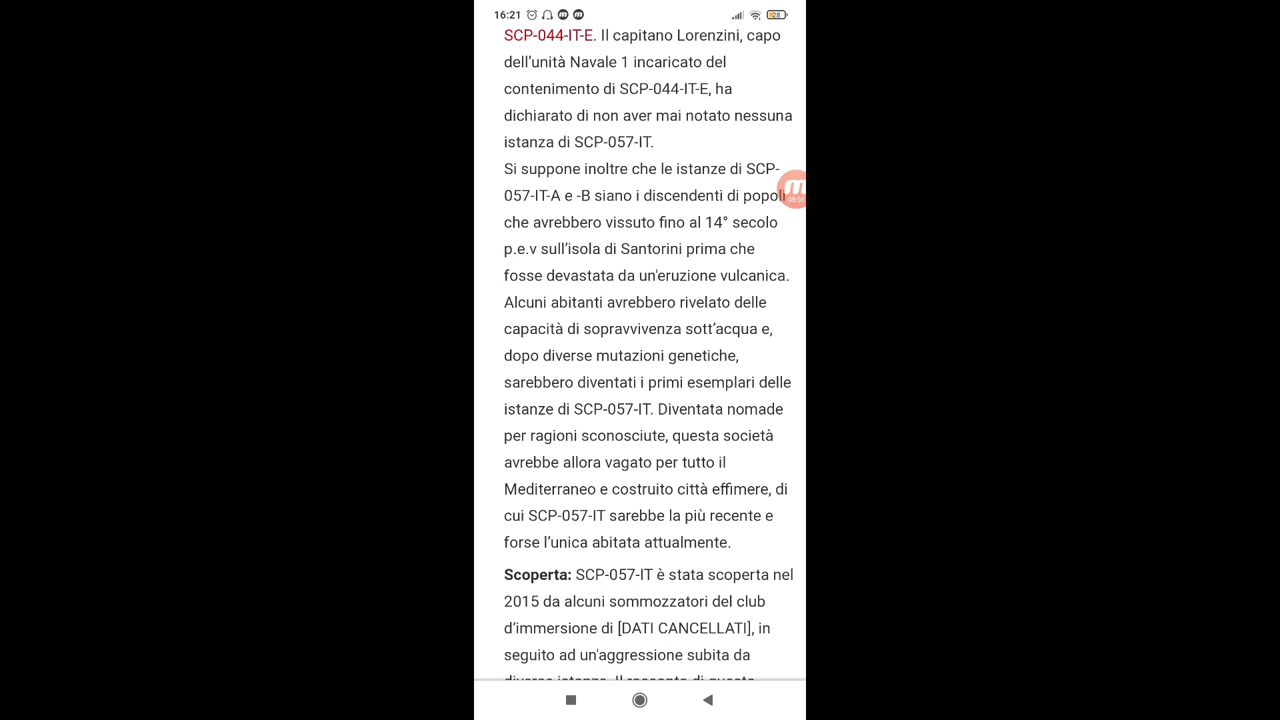 16:21
28
SCP-044-IT-E. Il capitano Lorenzini, capo
dell'unità Navale 1 incaricato del
contenimento di SCP-044-IT-E, ha
dichiarato di non aver mai notato nessuna
istanza di SCP-057-IT.
Si suppone inoltre che le istanze di SCP-
057-IT-A e -B siano i discendenti di popoli
che avrebbero vissuto fino al 14° secolo
p.e.v sull'isola di Santorini prima che
fosse devastata da un'eruzione vulcanica.
Alcuni abitanti avrebbero rivelato delle
capacità di sopravvivenza sott'acqua e,
dopo diverse mutazioni genetiche,
sarebbero diventati i primi esemplari delle
istanze di SCP-057-IT. Diventata nomade
per ragioni sconosciute, questa società
avrebbe allora vagato per tutto il
Mediterraneo e costruito città effimere, di
cui SCP-057-IT sarebbe la più recente e
forse l'unica abitata attualmente.
Scoperta: SCP-057-IT è stata scoperta nel
2015 da alcuni sommozzatori del club
d'immersione di [DATI CANCELLATI], in
seguito ad un'aggressione subita da
diverse istanze. Il racconto di queste